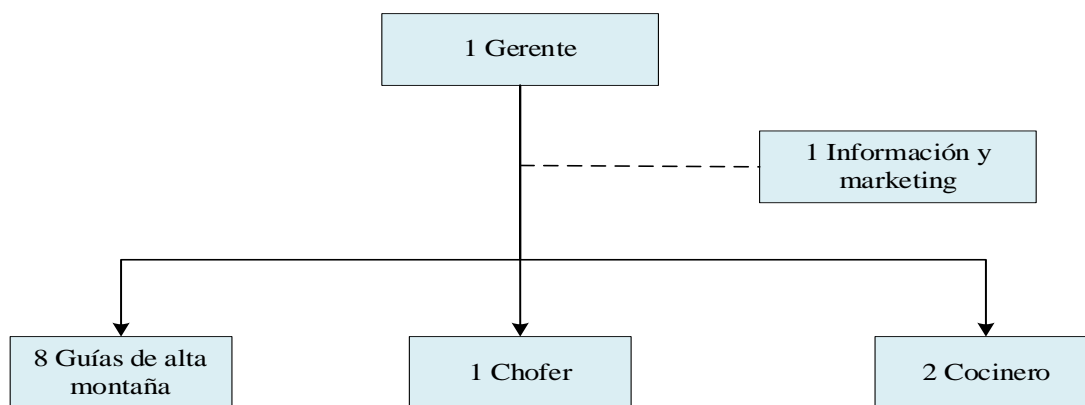 1 Gerente
1 Información y
marketing
8 Guías de alta
montaña
1 Chofer
2 Cocinero